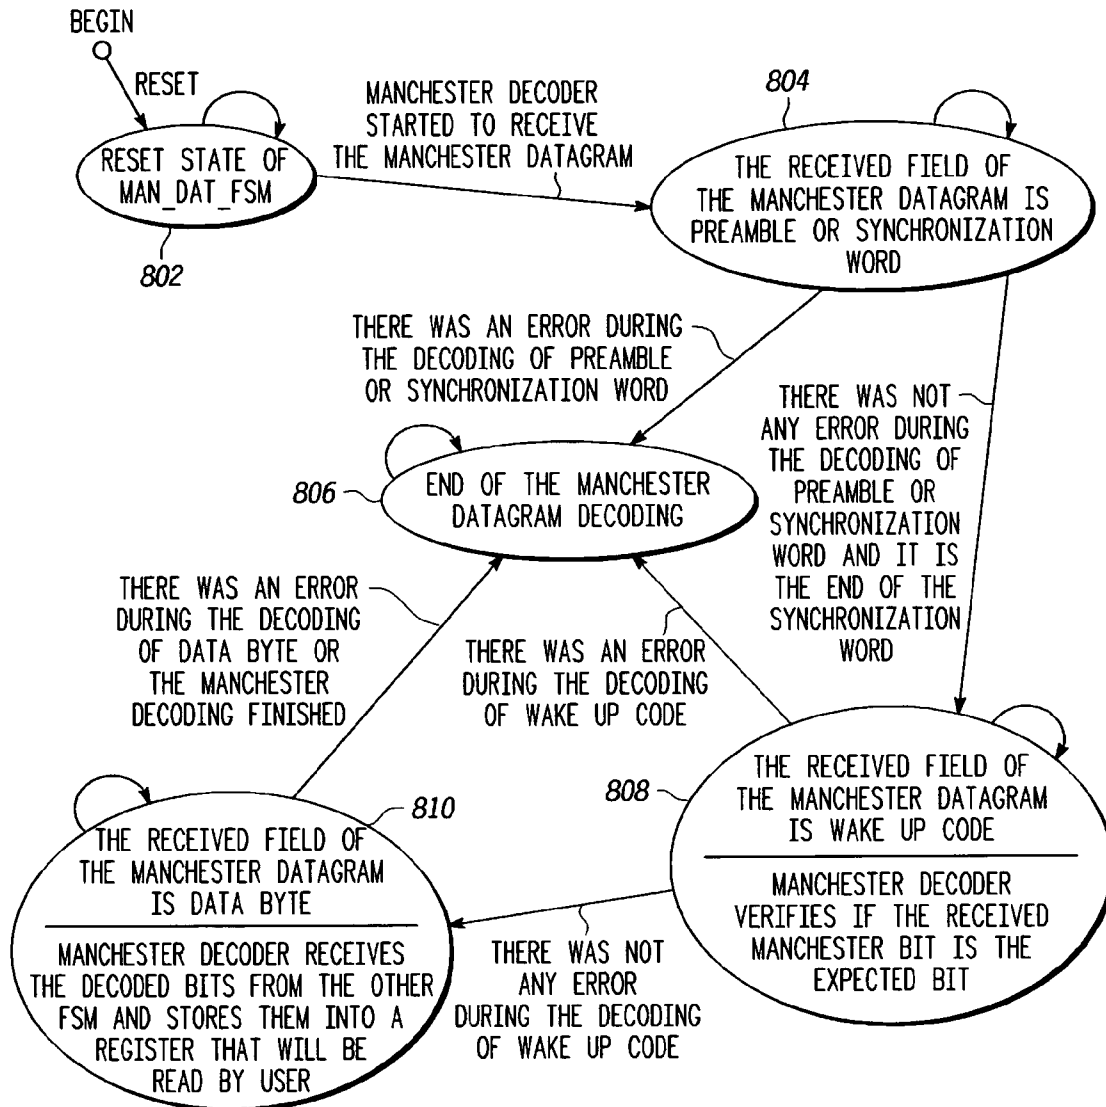 BEGIN
RESET
RESET STATE OF
MAN_DAT_FSM
802
MANCHESTER DECODER
STARTED TO RECEIVE
THE MANCHESTER DATAGRAM
804
THE RECEIVED FIELD OF
THE MANCHESTER DATAGRAM IS
PREAMBLE OR SYNCHRONIZATION
WORD
THERE WAS AN ERROR DURING
THE DECODING OF PREAMBLE
OR SYNCHRONIZATION WORD
THERE WAS NOT
ANY ERROR DURING
THE DECODING OF
PREAMBLE OR
SYNCHRONIZATION
WORD AND IT IS
THE END OF THE
SYNCHRONIZATION
WORD
806
END OF THE MANCHESTER
DATAGRAM DECODING
THERE WAS AN ERROR
DURING THE DECODING
OF DATA BYTE OR
THE MANCHESTER
DECODING FINISHED
THERE WAS AN ERROR
DURING THE DECODING
OF WAKE UP CODE
808
THE RECEIVED FIELD OF
THE MANCHESTER DATAGRAM
IS WAKE UP CODE
MANCHESTER DECODER
VERIFIES IF THE RECEIVED
MANCHESTER BIT IS THE
EXPECTED BIT
810
THE RECEIVED FIELD OF
THE MANCHESTER DATAGRAM
IS DATA BYTE
MANCHESTER DECODER RECEIVES
THE DECODED BITS FROM THE OTHER
FSM AND STORES THEM INTO A
REGISTER THAT WILL BE
READ BY USER
THERE WAS NOT
ANY ERROR
DURING THE DECODING
OF WAKE UP CODE